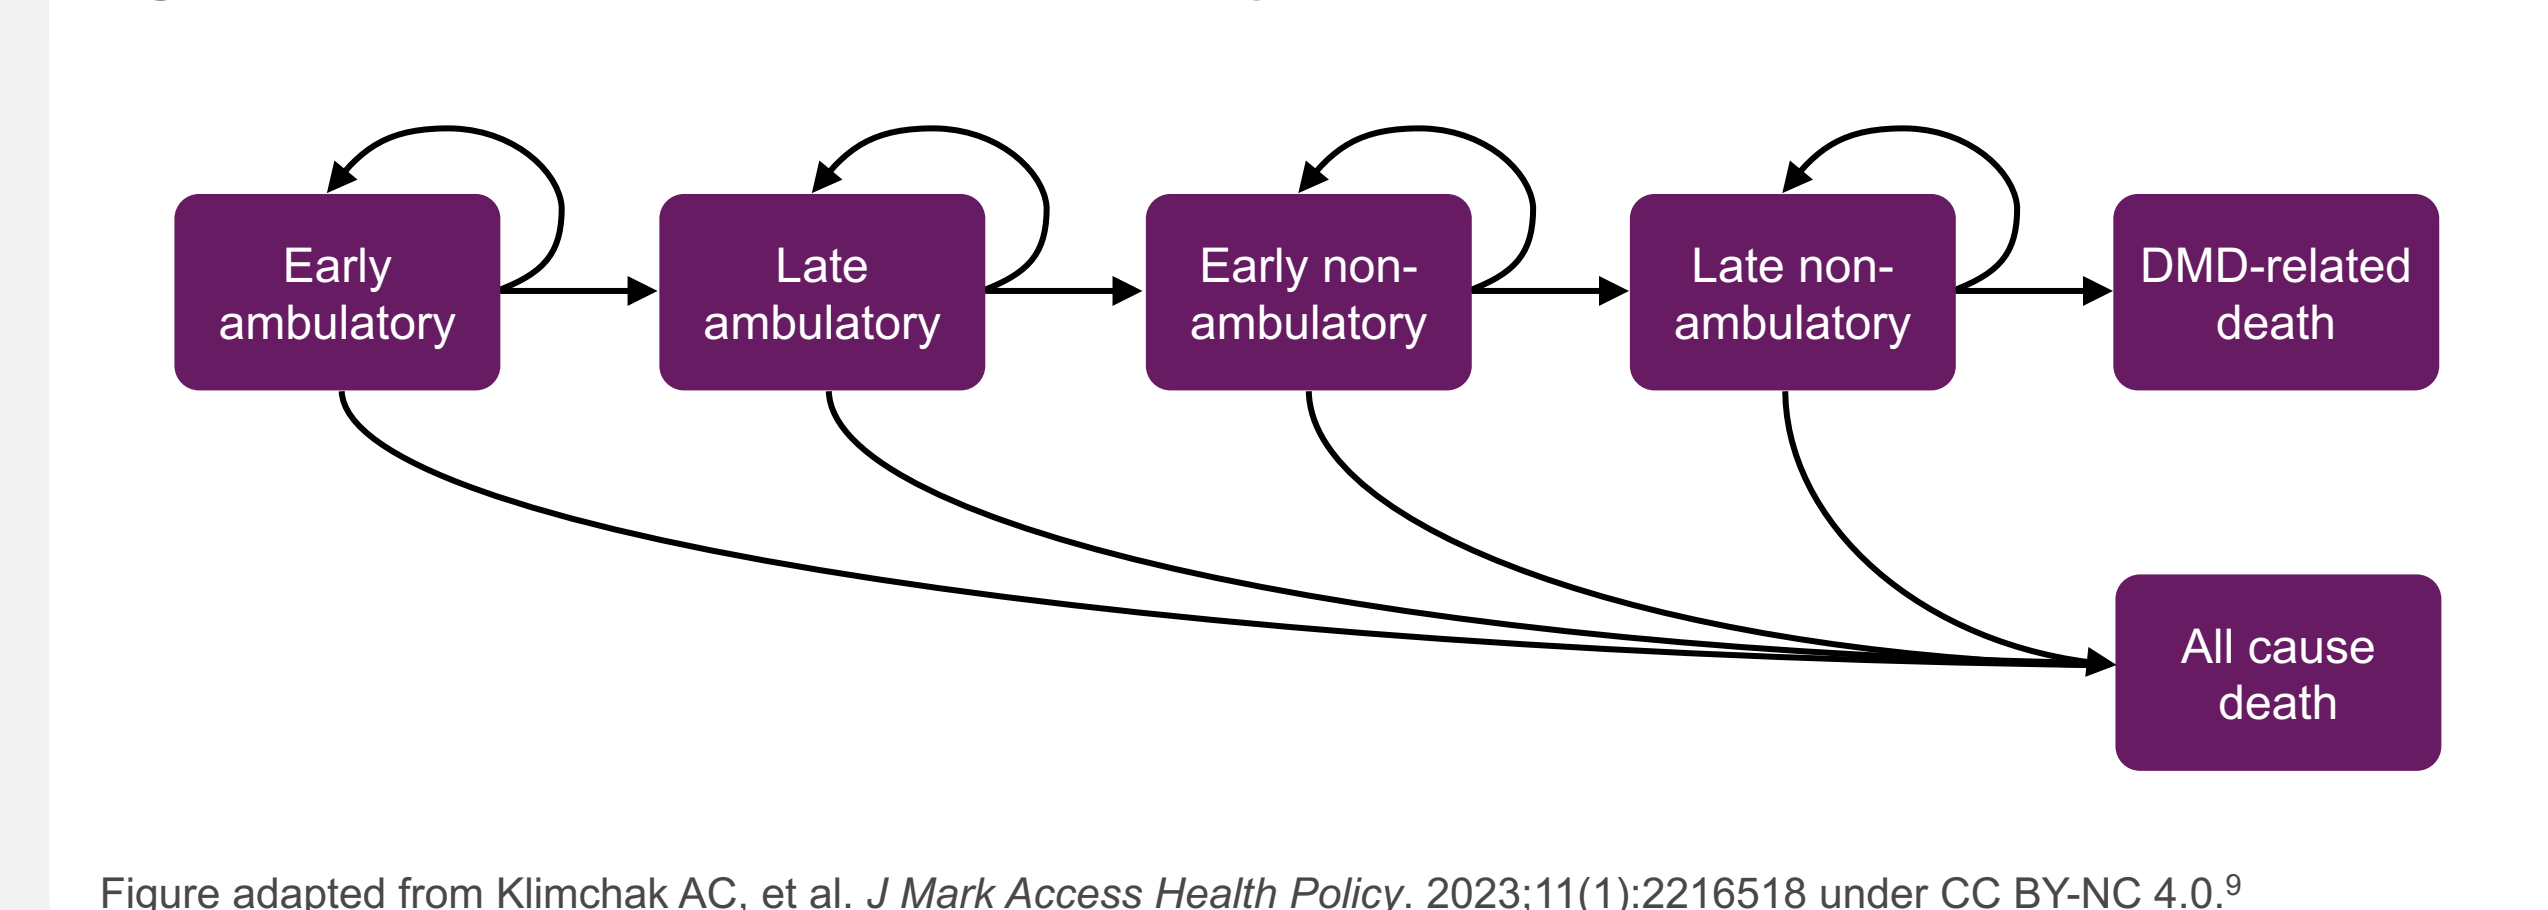 Early
ambulatory
Late
ambulatory
Early non-
ambulatory
Late non-
ambulatory
DMD-related
death
All cause
death
Figure adapted from Klimchak AC, et al. J Mark Access Health Policy. 2023;11(1):2216518 under CC BY-NC 4.0.⁹